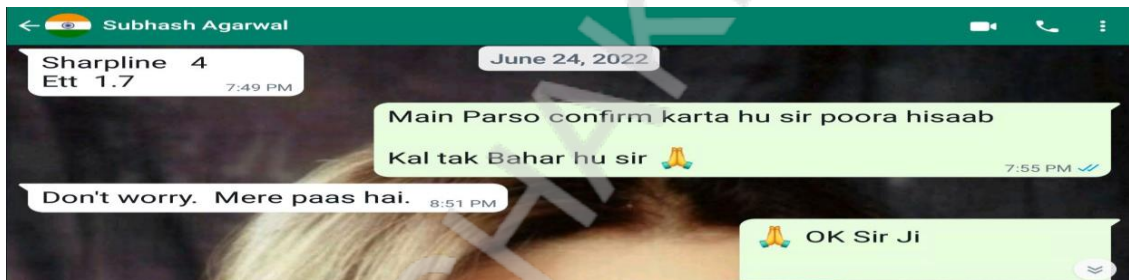 Subhash Agarwal
June 24, 2022
Sharpline 4
Ett 1.7
7:49 PM
Main Parso confirm karta hu sir poora hisaab
Kal tak Bahar hu sir 🙏
7:55 PM
Don't worry. Mere paas hai. 8:51 PM
🙏 OK Sir Ji